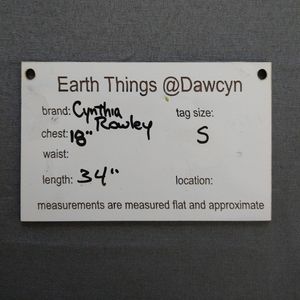 Earth Things @Dawcyn
brand: Cynthia Rowley
tag size: S
chest: 18"
waist:
length: 34"
location:
measurements are measured flat and approximate